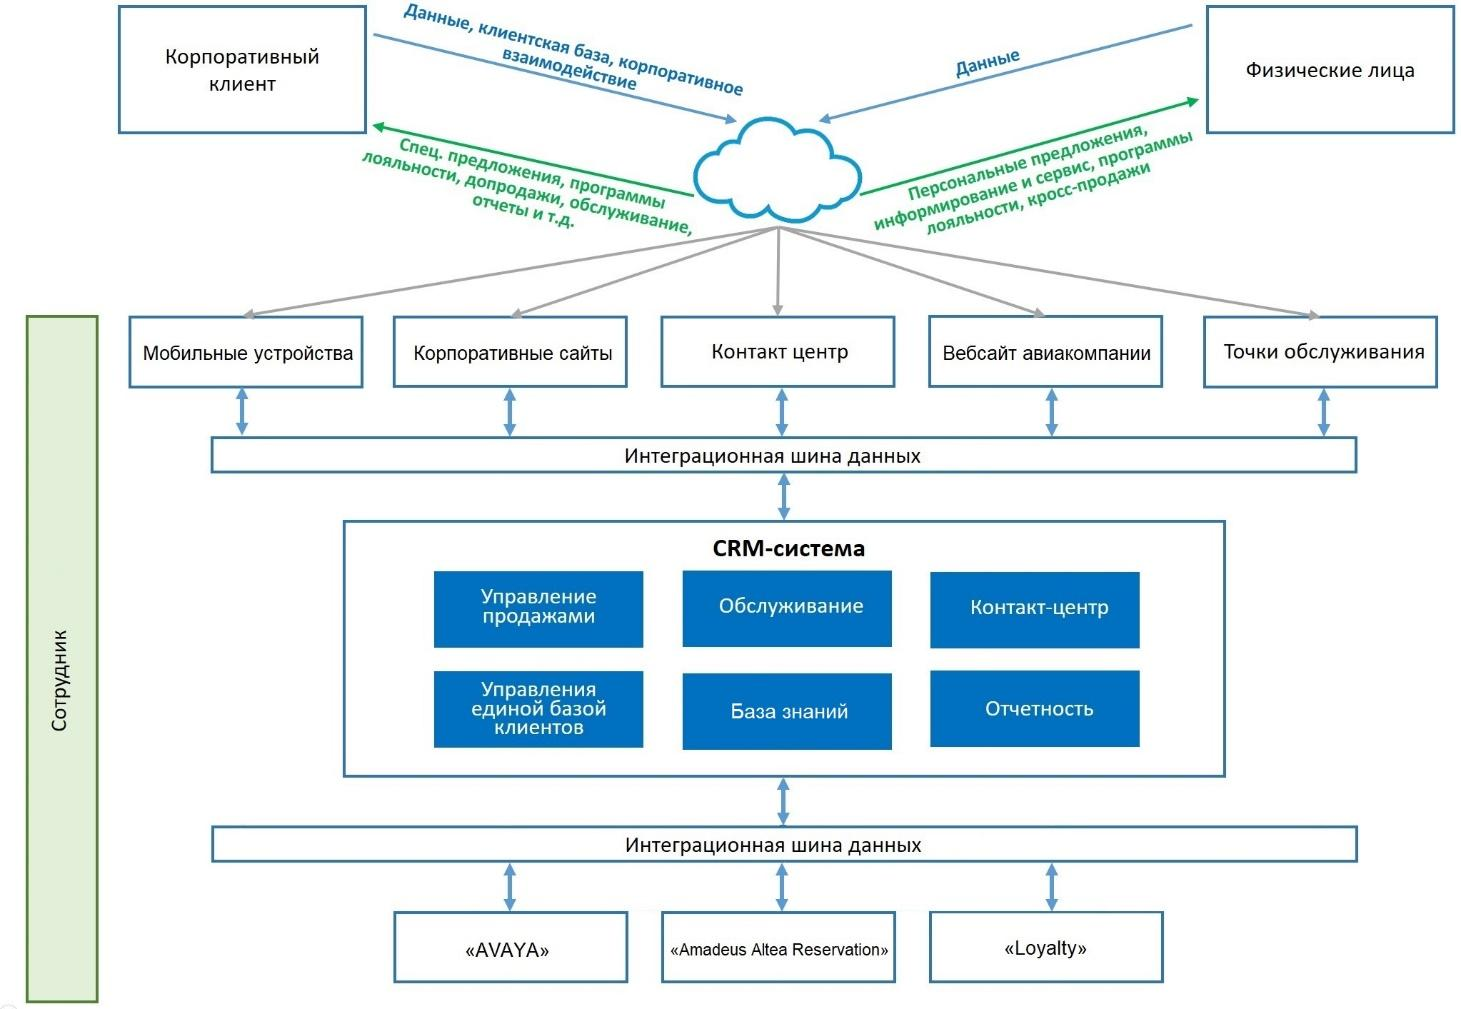 Корпоративный
клиент
Данные, клиентская база, корпоративное
взаимодействие
Данные
Физические лица
Спец. предложения, программы
лояльности, допродажи, обслуживание,
отчеты и т.д.
Персональные предложения,
информирование и сервис, программы
лояльности, кросс-продажи
Сотрудник
Мобильные устройства
Корпоративные сайты
Контакт центр
Вебсайт авиакомпании
Точки обслуживания
Интеграционная шина данных
CRM-система
Управление
продажами
Обслуживание
Контакт-центр
Управления
единой базой
клиентов
База знаний
Отчетность
Интеграционная шина данных
«AVAYA»
«Amadeus Altea Reservation»
«Loyalty»